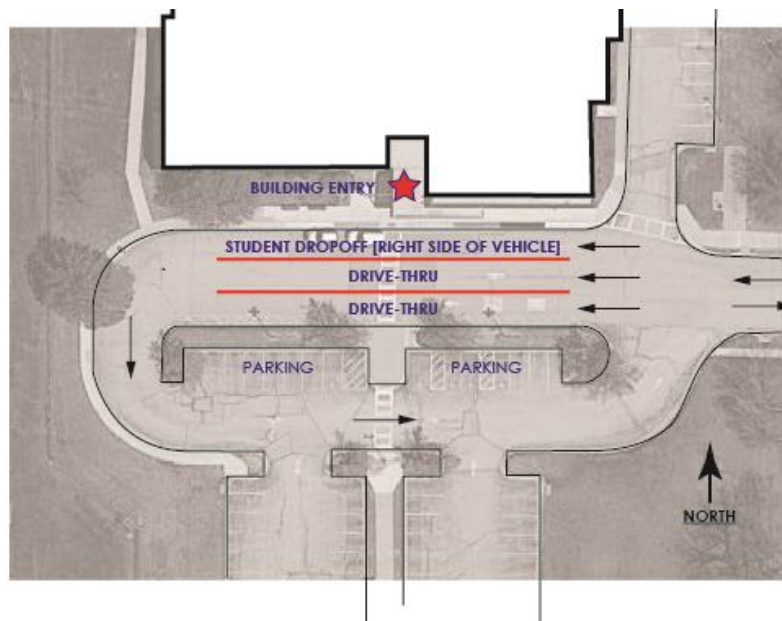 BUILDING ENTRY
STUDENT DROPOFF [RIGHT SIDE OF VEHICLE]
DRIVE-THRU
DRIVE-THRU
PARKING
PARKING
NORTH